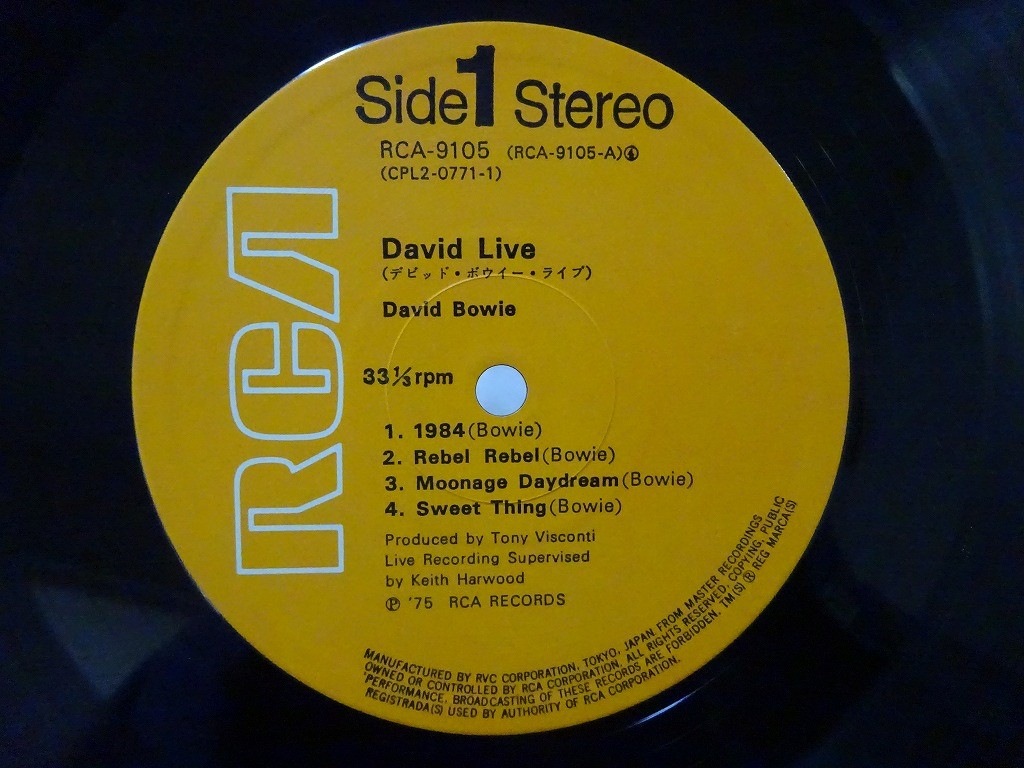 Side 1 Stereo
RCA-9105 (RCA-9105-A)
(CPL2-0771-1)
David Live
(デビッド・ボウイー・ライブ)
David Bowie
33⅓rpm
1. 1984(Bowie)
2. Rebel Rebel(Bowie)
3. Moonage Daydream(Bowie)
4. Sweet Thing(Bowie)
Produced by Tony Visconti
Live Recording Supervised
by Keith Harwood
℗ '75 RCA RECORDS
RCA
MANUFACTURED BY RVC CORPORATION, TOKYO, JAPAN. FROM MASTER RECORDINGS
OWNED OR CONTROLLED BY RCA CORPORATION. ALL RIGHTS RESERVED. COPYING, PUBLIC
PERFORMANCE, BROADCASTING OF THESE RECORDS ARE FORBIDDEN. TM(S) ® REG MARCA(S)
REGISTRADA(S) USED BY AUTHORITY OF RCA CORPORATION.